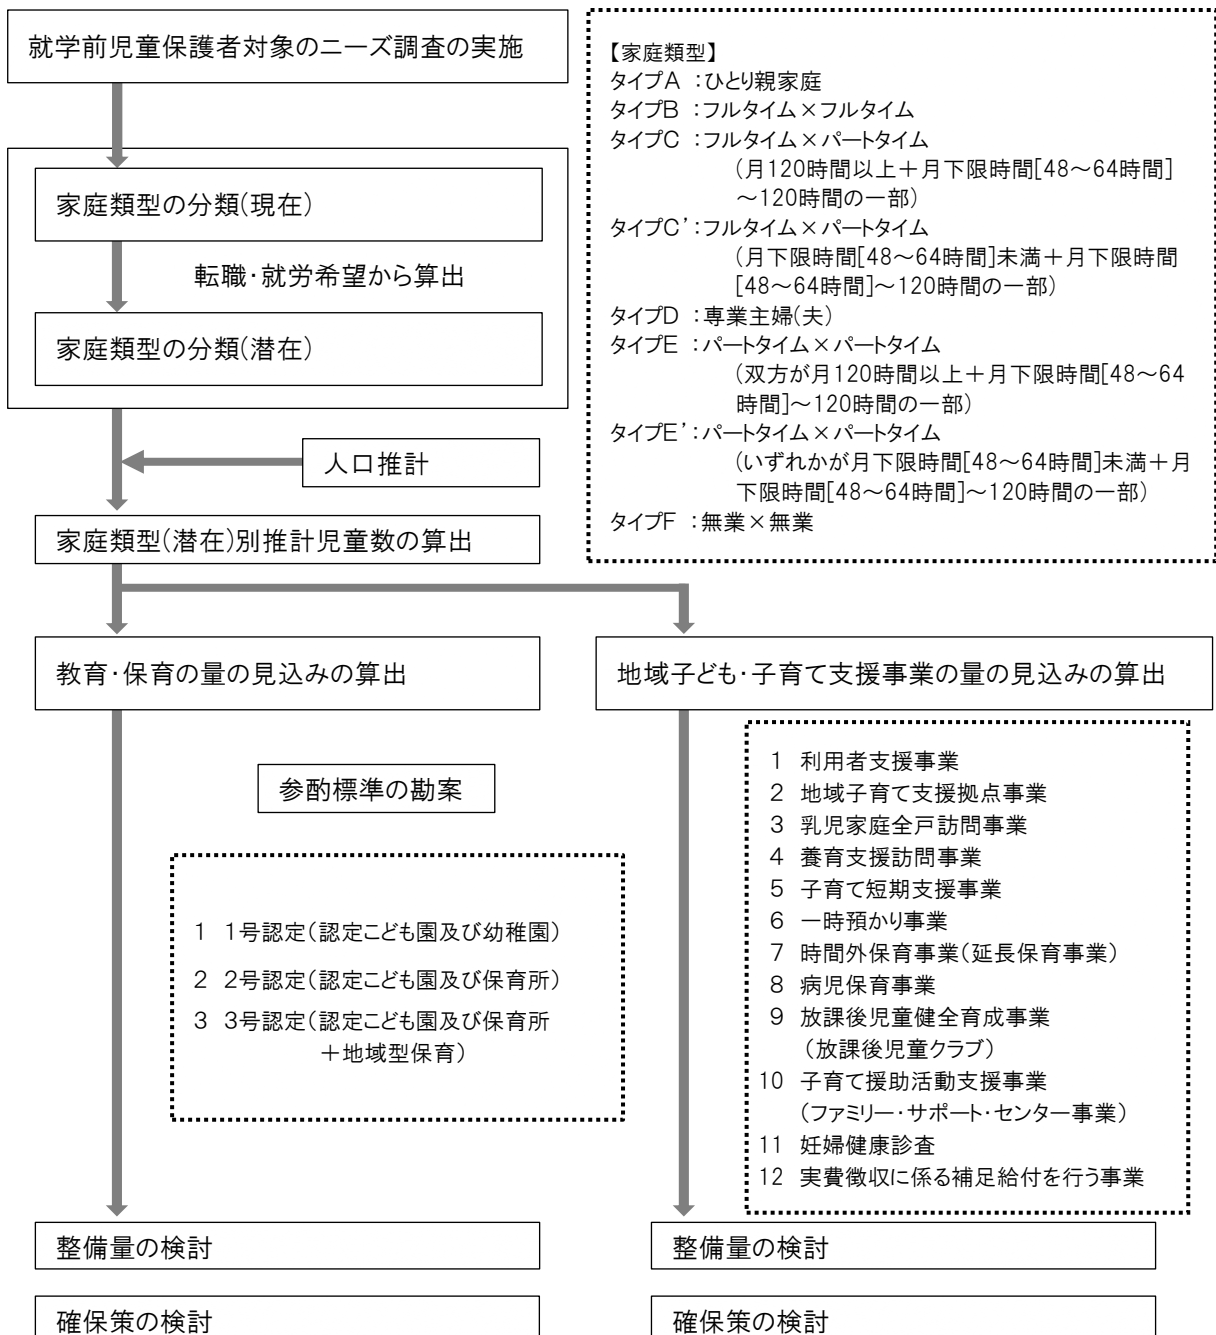 就学前児童保護者対象のニーズ調査の実施
家庭類型の分類(現在)
転職・就労希望から算出
家庭類型の分類(潜在)
人口推計
家庭類型(潜在)別推計児童数の算出
【家庭類型】
タイプA :ひとり親家庭
タイプB :フルタイム×フルタイム
タイプC :フルタイム×パートタイム
(月120時間以上+月下限時間[48~64時間]
~120時間の一部)
タイプC':フルタイム×パートタイム
(月下限時間[48~64時間]未満+月下限時間
[48~64時間]~120時間の一部)
タイプD :専業主婦(夫)
タイプE :パートタイム×パートタイム
(双方が月120時間以上+月下限時間[48~64
時間]~120時間の一部)
タイプE':パートタイム×パートタイム
(いずれかが月下限時間[48~64時間]未満+月
下限時間[48~64時間]~120時間の一部)
タイプF :無業×無業
教育・保育の量の見込みの算出
参酌標準の勘案
1 1号認定(認定こども園及び幼稚園)
2 2号認定(認定こども園及び保育所)
3 3号認定(認定こども園及び保育所
+地域型保育)
整備量の検討
確保策の検討
地域子ども・子育て支援事業の量の見込みの算出
1 利用者支援事業
2 地域子育て支援拠点事業
3 乳児家庭全戸訪問事業
4 養育支援訪問事業
5 子育て短期支援事業
6 一時預かり事業
7 時間外保育事業(延長保育事業)
8 病児保育事業
9 放課後児童健全育成事業
(放課後児童クラブ)
10 子育て援助活動支援事業
(ファミリー・サポート・センター事業)
11 妊婦健康診査
12 実費徴収に係る補足給付を行う事業
整備量の検討
確保策の検討